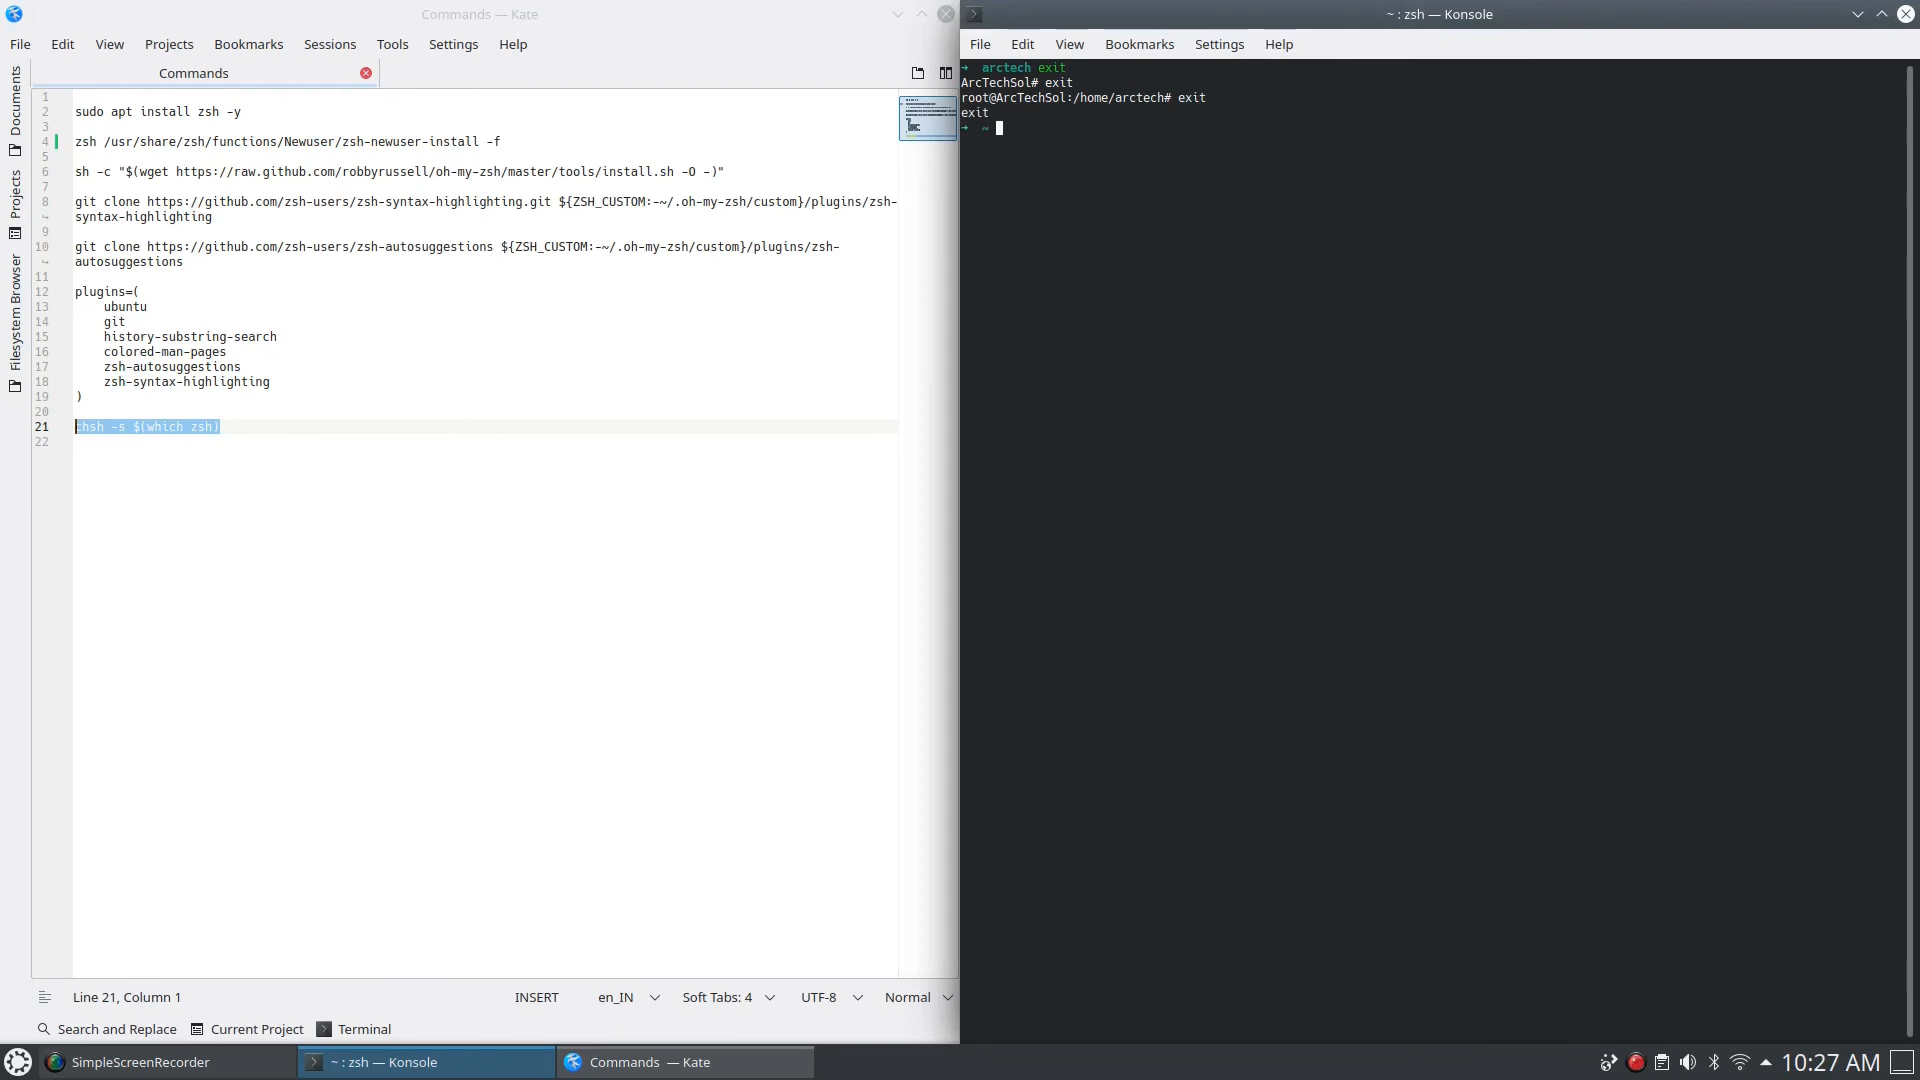 Commands — Kate
File Edit View Projects Bookmarks Sessions Tools Settings Help
Commands
Documents
Projects
Filesystem Browser
1
2 sudo apt install zsh -y
3
4 zsh /usr/share/zsh/functions/Newuser/zsh-newuser-install -f
5
6 sh -c "$(wget https://raw.github.com/robbyrussell/oh-my-zsh/master/tools/install.sh -O -)"
7
8 git clone https://github.com/zsh-users/zsh-syntax-highlighting.git ${ZSH_CUSTOM:-~/.oh-my-zsh/custom}/plugins/zsh-
syntax-highlighting
9
10 git clone https://github.com/zsh-users/zsh-autosuggestions ${ZSH_CUSTOM:-~/.oh-my-zsh/custom}/plugins/zsh-
autosuggestions
11
12 plugins=(
13 ubuntu
14 git
15 history-substring-search
16 colored-man-pages
17 zsh-autosuggestions
18 zsh-syntax-highlighting
19 )
20
21 chsh -s $(which zsh)
22
Line 21, Column 1 INSERT en_IN Soft Tabs: 4 UTF-8 Normal
Search and Replace Current Project Terminal
~ : zsh — Konsole
File Edit View Bookmarks Settings Help
➜ arctech exit
ArcTechSol# exit
root@ArcTechSol:/home/arctech# exit
exit
➜ ~
SimpleScreenRecorder ~ : zsh — Konsole Commands — Kate 10:27 AM